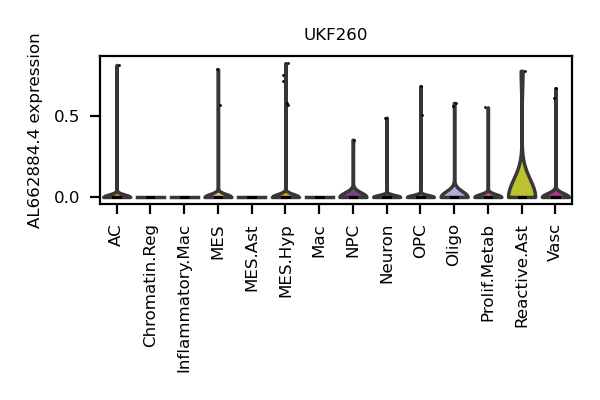 UKF260
AL662884.4 expression
0.5
0.0
AC
Chromatin.Reg
Inflammatory.Mac
MES
MES.Ast
MES.Hyp
Mac
NPC
Neuron
OPC
Oligo
Prolif.Metab
Reactive.Ast
Vasc